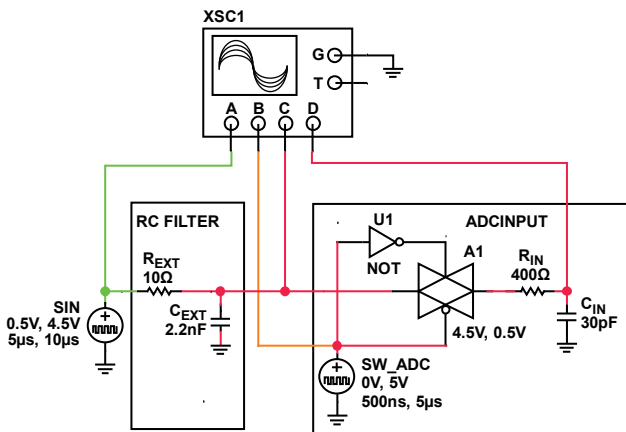 XSC1
G
T
A B C D
RC FILTER
R_EXT
10Ω
C_EXT
2.2nF
SIN
0.5V, 4.5V
5µs, 10µs
ADCINPUT
U1
NOT
A1
4.5V, 0.5V
R_IN
400Ω
C_IN
30pF
SW_ADC
0V, 5V
500ns, 5µs